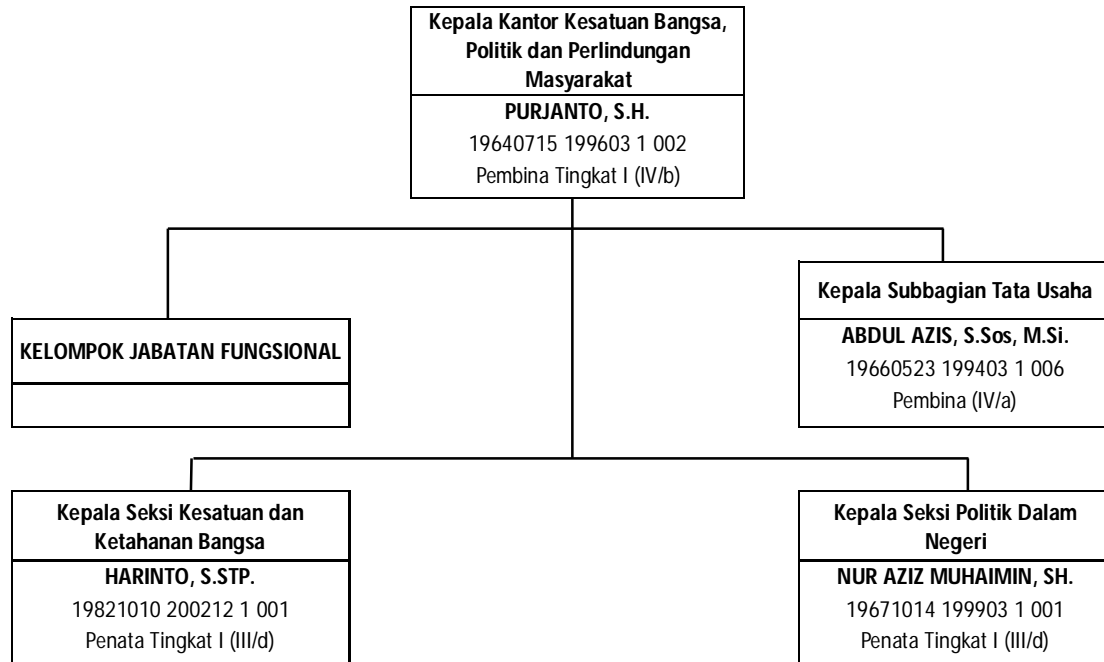 Kepala Kantor Kesatuan Bangsa,
Politik dan Perlindungan
Masyarakat
PURJANTO, S.H.
19640715 199603 1 002
Pembina Tingkat I (IV/b)
KELOMPOK JABATAN FUNGSIONAL
Kepala Subbagian Tata Usaha
ABDUL AZIS, S.Sos, M.Si.
19660523 199403 1 006
Pembina (IV/a)
Kepala Seksi Kesatuan dan
Ketahanan Bangsa
HARINTO, S.STP.
19821010 200212 1 001
Penata Tingkat I (III/d)
Kepala Seksi Politik Dalam
Negeri
NUR AZIZ MUHAIMIN, SH.
19671014 199903 1 001
Penata Tingkat I (III/d)